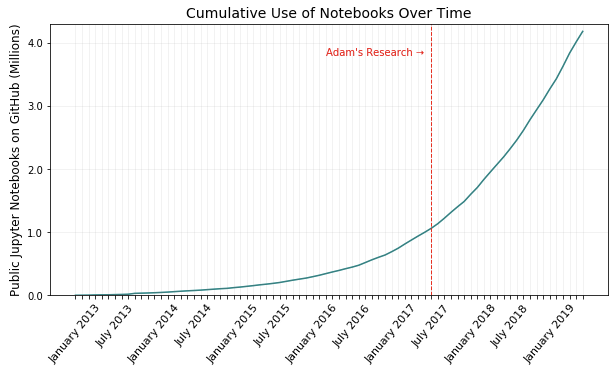 Cumulative Use of Notebooks Over Time
Public Jupyter Notebooks on GitHub (Millions)
4.0
3.0
2.0
1.0
0.0
Adam's Research →
January 2013
July 2013
January 2014
July 2014
January 2015
July 2015
January 2016
July 2016
January 2017
July 2017
January 2018
July 2018
January 2019